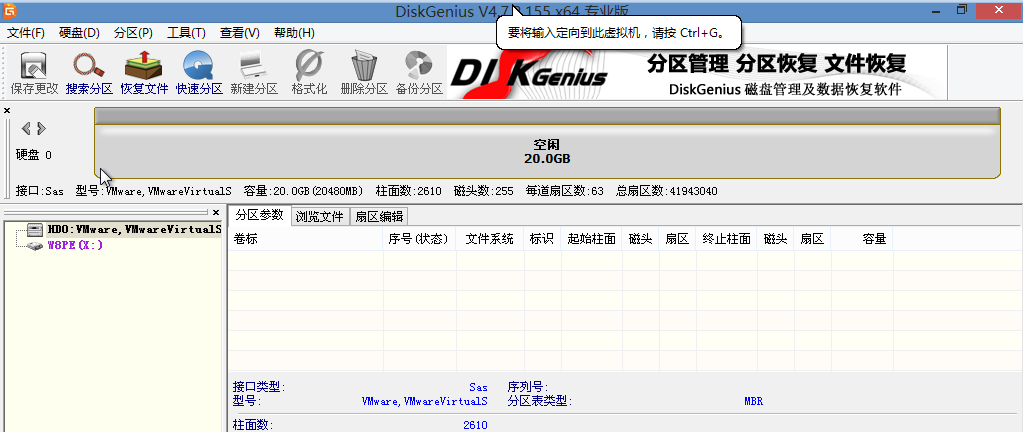 DiskGenius V4.7.2.155 x64 专业版
要将输入定向到此虚拟机，请按 Ctrl+G。
文件(F) 硬盘(D) 分区(P) 工具(T) 查看(V) 帮助(H)
保存更改 搜索分区 恢复文件 快速分区 新建分区 格式化 删除分区 备份分区
DISKGenius
分区管理 分区恢复 文件恢复
DiskGenius 磁盘管理及数据恢复软件
硬盘 0
空闲
20.0GB
接口:Sas 型号:VMware,VMwareVirtualS 容量:20.0GB(20480MB) 柱面数:2610 磁头数:255 每道扇区数:63 总扇区数:41943040
HD0:VMware,VMwareVirtualS
W8PE(X:)
分区参数 浏览文件 扇区编辑
卷标 序号(状态) 文件系统 标识 起始柱面 磁头 扇区 终止柱面 磁头 扇区 容量
接口类型: Sas 序列号:
型号: VMware,VMwareVirtualS 分区表类型: MBR
柱面数: 2610